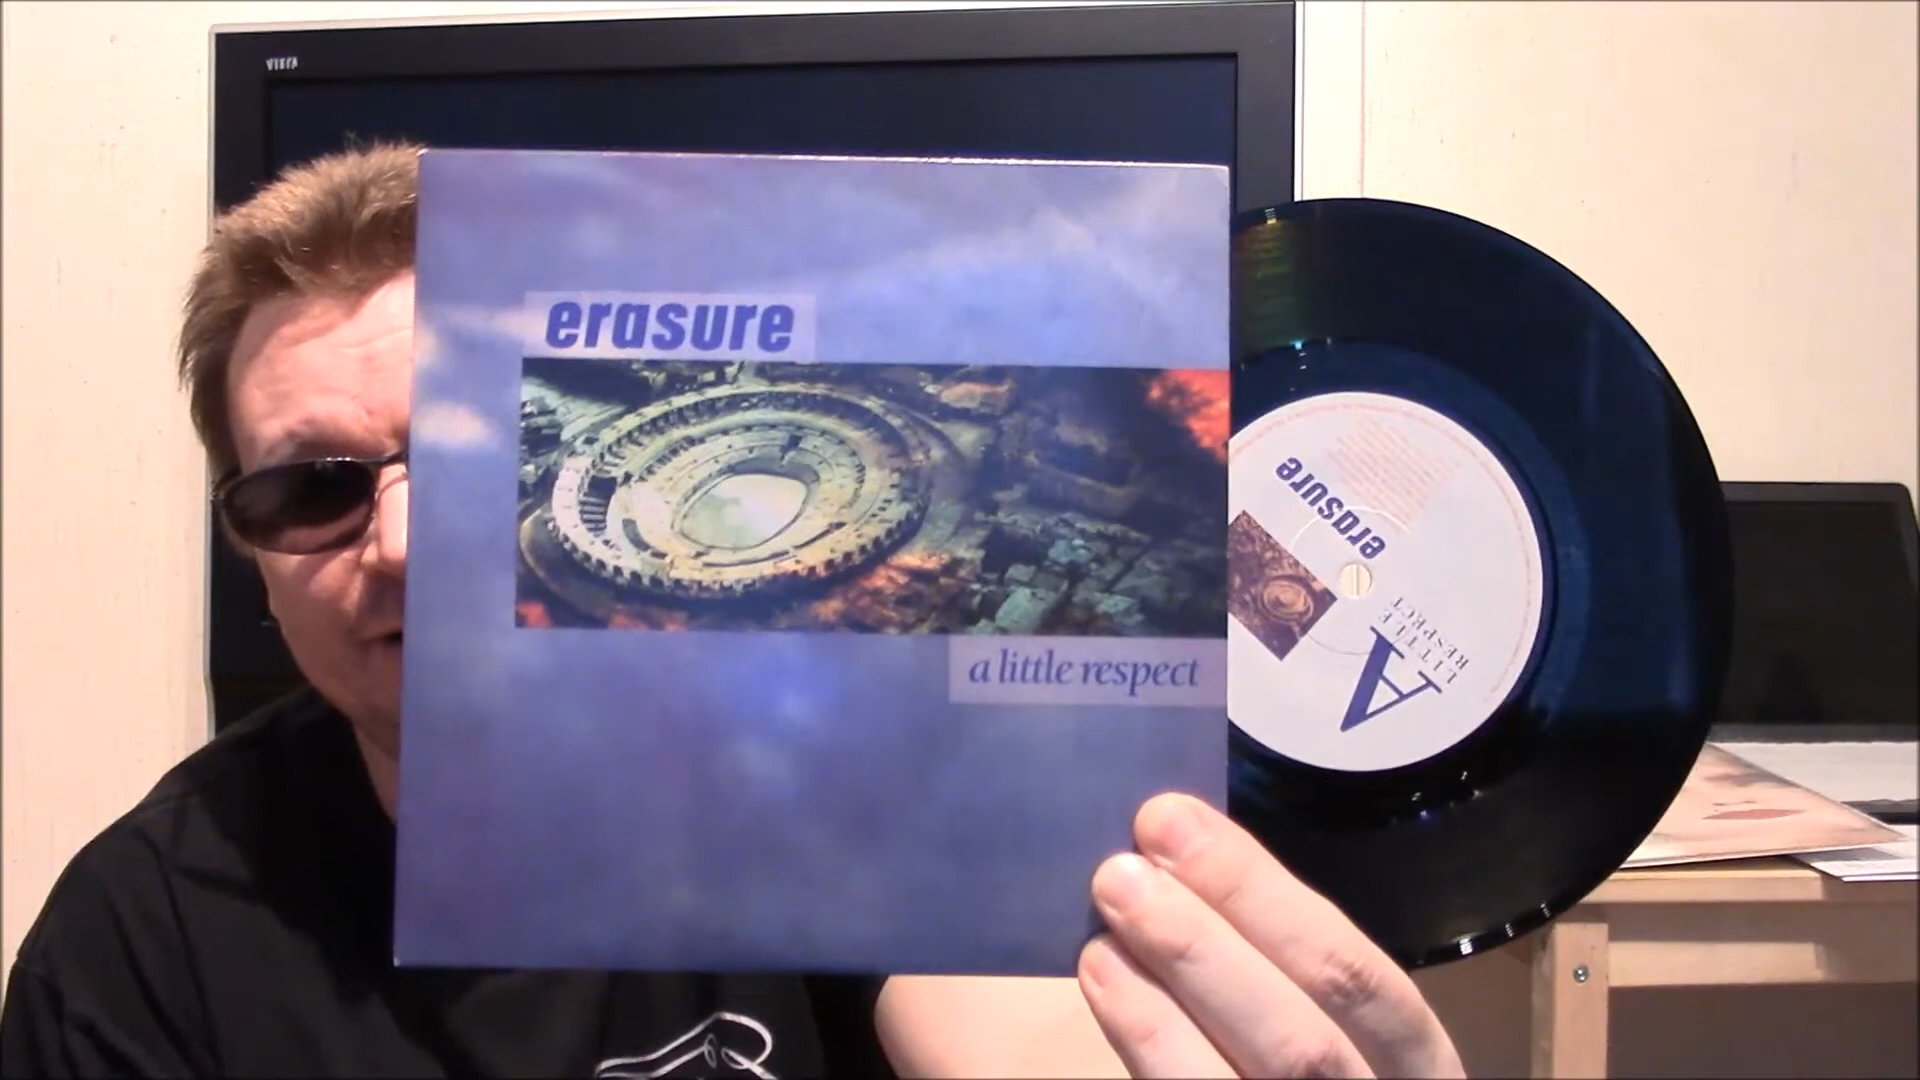 VIERA
erasure
a little respect
erasure
A
LITTLE
RESPECT